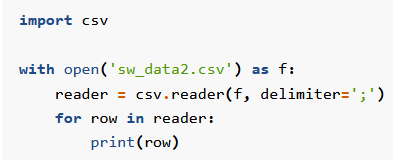 import csv

with open('sw_data2.csv') as f:
    reader = csv.reader(f, delimiter=';')
    for row in reader:
        print(row)